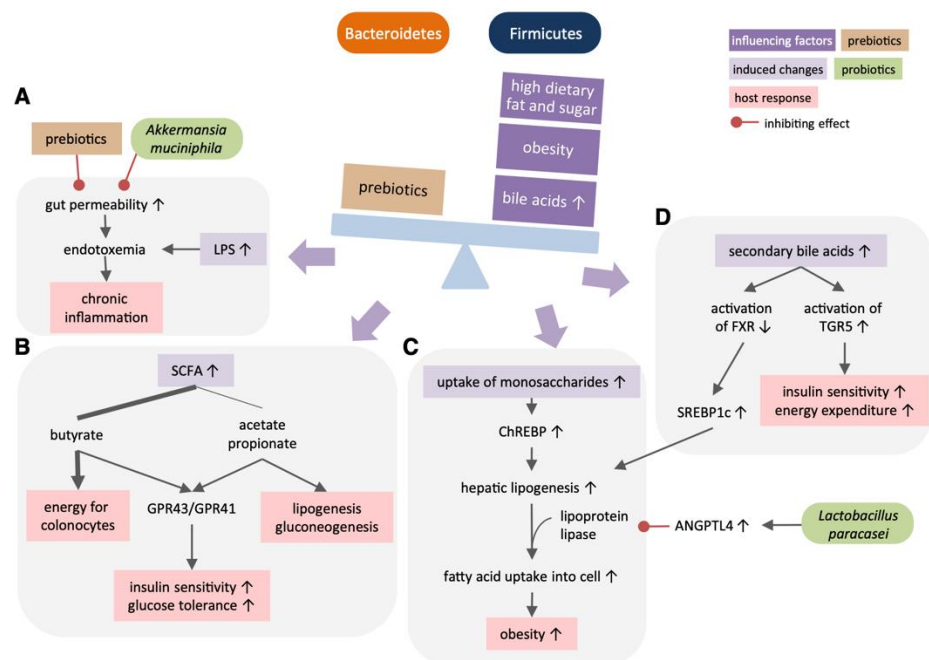 Bacteroidetes
Firmicutes
influencing factors
prebiotics
induced changes
probiotics
host response
inhibiting effect
high dietary
fat and sugar
obesity
bile acids ↑
prebiotics
A
prebiotics
Akkermansia
muciniphila
gut permeability ↑
endotoxemia
LPS ↑
chronic
inflammation
B
SCFA ↑
butyrate
acetate
propionate
energy for
colonocytes
GPR43/GPR41
lipogenesis
gluconeogenesis
insulin sensitivity ↑
glucose tolerance ↑
C
uptake of monosaccharides ↑
ChREBP ↑
hepatic lipogenesis ↑
lipoprotein
lipase
ANGPTL4 ↑
Lactobacillus
paracasei
fatty acid uptake into cell ↑
obesity ↑
D
secondary bile acids ↑
activation
of FXR ↓
activation of
TGR5 ↑
SREBP1c ↑
insulin sensitivity ↑
energy expenditure ↑